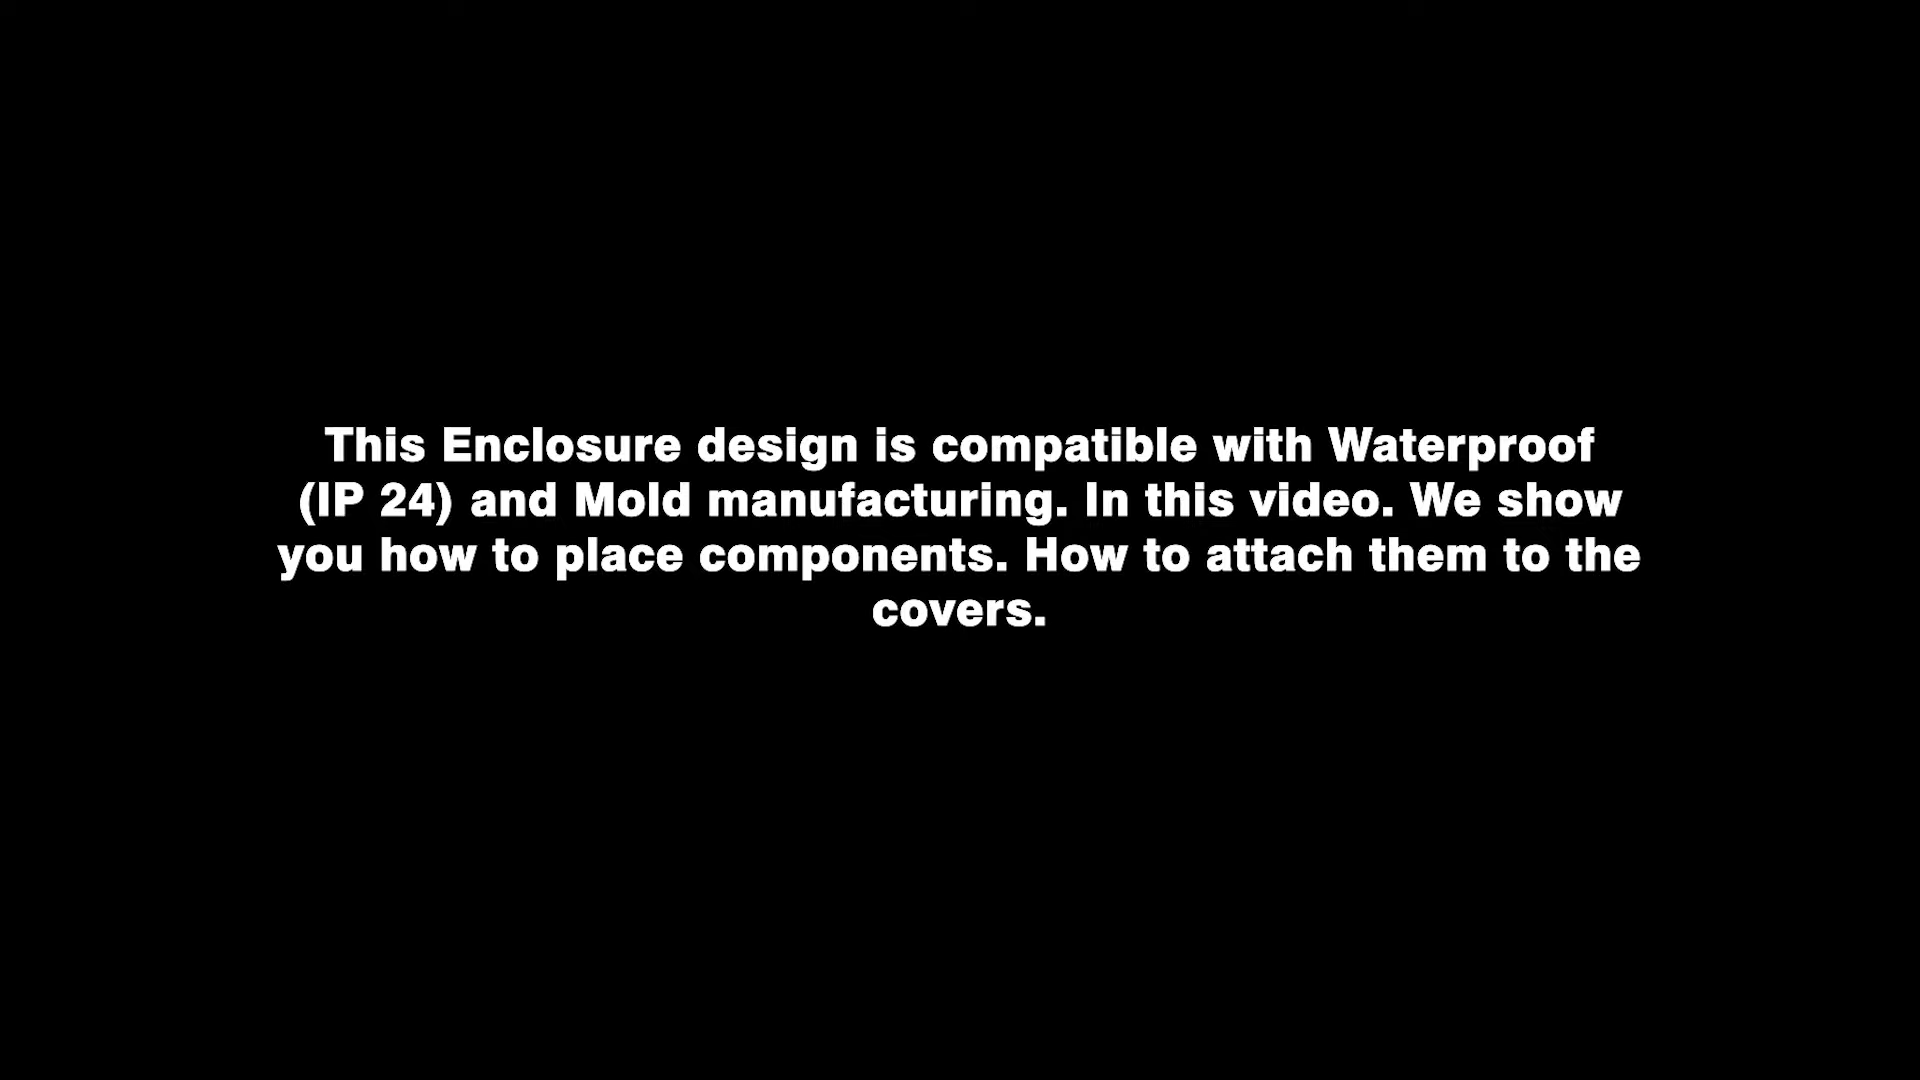 This Enclosure design is compatible with Waterproof
(IP 24) and Mold manufacturing. In this video. We show
you how to place components. How to attach them to the
covers.